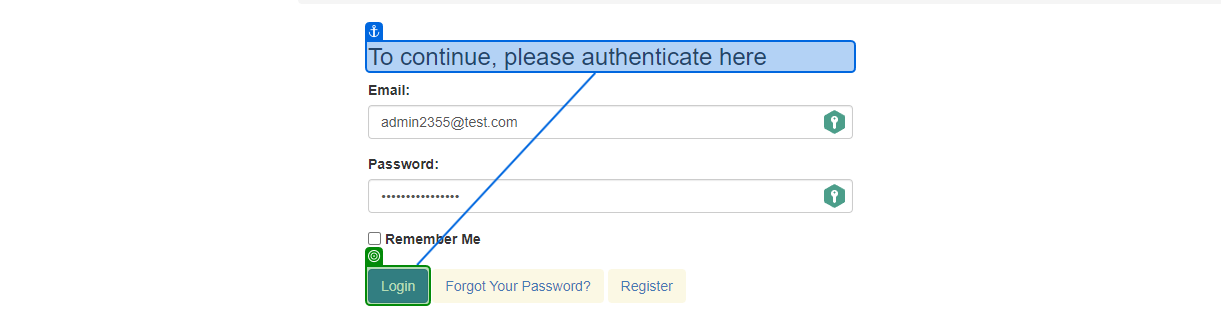 To continue, please authenticate here
Email:
admin2355@test.com
Password:
••••••••••••••••
Remember Me
Login Forgot Your Password? Register